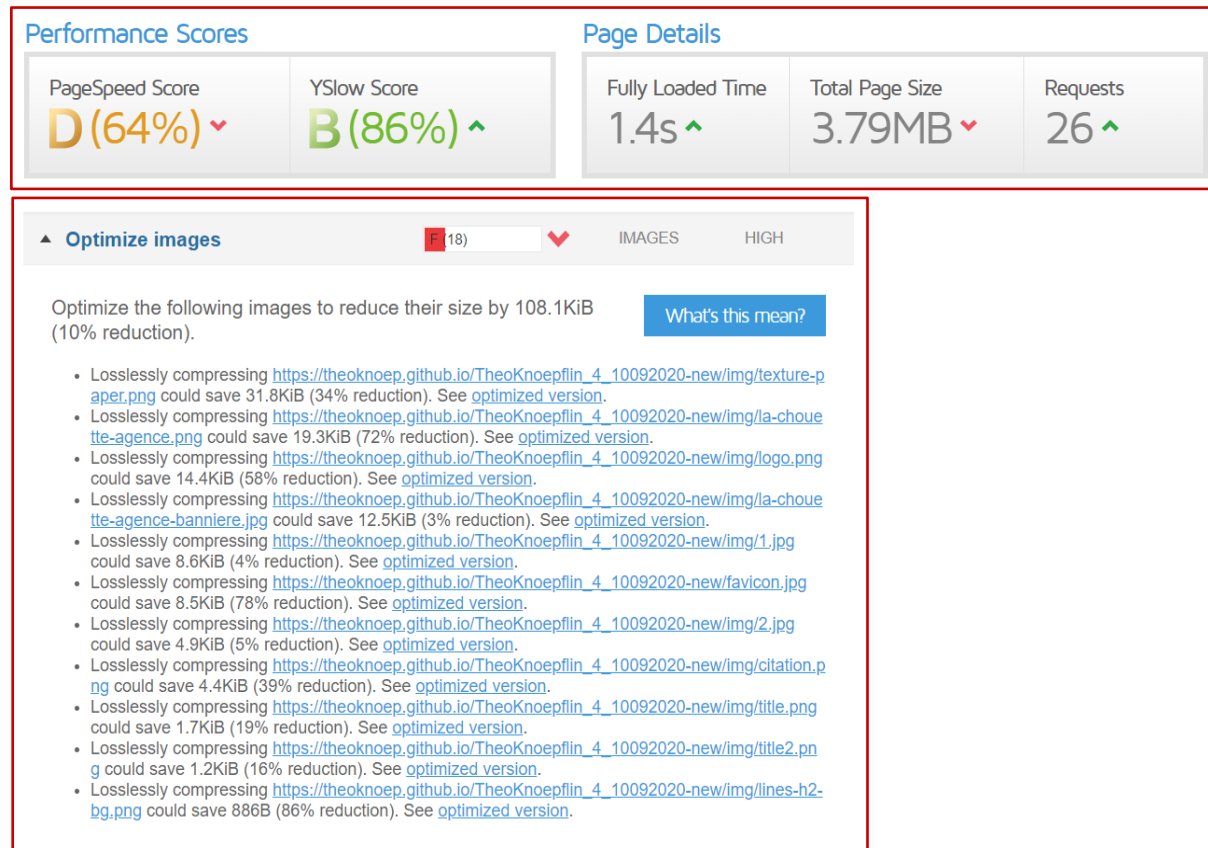 Performance Scores
Page Details
PageSpeed Score
YSlow Score
Fully Loaded Time
Total Page Size
Requests
D (64%)
B (86%)
1.4s
3.79MB
26
Optimize images
F (18)
IMAGES
HIGH
Optimize the following images to reduce their size by 108.1KiB
(10% reduction).
What's this mean?
• Losslessly compressing https://theoknoep.github.io/TheoKnoepflin_4_10092020-new/img/texture-p
aper.png could save 31.8KiB (34% reduction). See optimized version.
• Losslessly compressing https://theoknoep.github.io/TheoKnoepflin_4_10092020-new/img/la-choue
tte-agence.png could save 19.3KiB (72% reduction). See optimized version.
• Losslessly compressing https://theoknoep.github.io/TheoKnoepflin_4_10092020-new/img/logo.png
could save 14.4KiB (58% reduction). See optimized version.
• Losslessly compressing https://theoknoep.github.io/TheoKnoepflin_4_10092020-new/img/la-choue
tte-agence-banniere.jpg could save 12.5KiB (3% reduction). See optimized version.
• Losslessly compressing https://theoknoep.github.io/TheoKnoepflin_4_10092020-new/img/1.jpg
could save 8.6KiB (4% reduction). See optimized version.
• Losslessly compressing https://theoknoep.github.io/TheoKnoepflin_4_10092020-new/favicon.jpg
could save 8.5KiB (78% reduction). See optimized version.
• Losslessly compressing https://theoknoep.github.io/TheoKnoepflin_4_10092020-new/img/2.jpg
could save 4.9KiB (5% reduction). See optimized version.
• Losslessly compressing https://theoknoep.github.io/TheoKnoepflin_4_10092020-new/img/citation.p
ng could save 4.4KiB (39% reduction). See optimized version.
• Losslessly compressing https://theoknoep.github.io/TheoKnoepflin_4_10092020-new/img/title.png
could save 1.7KiB (19% reduction). See optimized version.
• Losslessly compressing https://theoknoep.github.io/TheoKnoepflin_4_10092020-new/img/title2.pn
g could save 1.2KiB (16% reduction). See optimized version.
• Losslessly compressing https://theoknoep.github.io/TheoKnoepflin_4_10092020-new/img/lines-h2-
bg.png could save 886B (86% reduction). See optimized version.